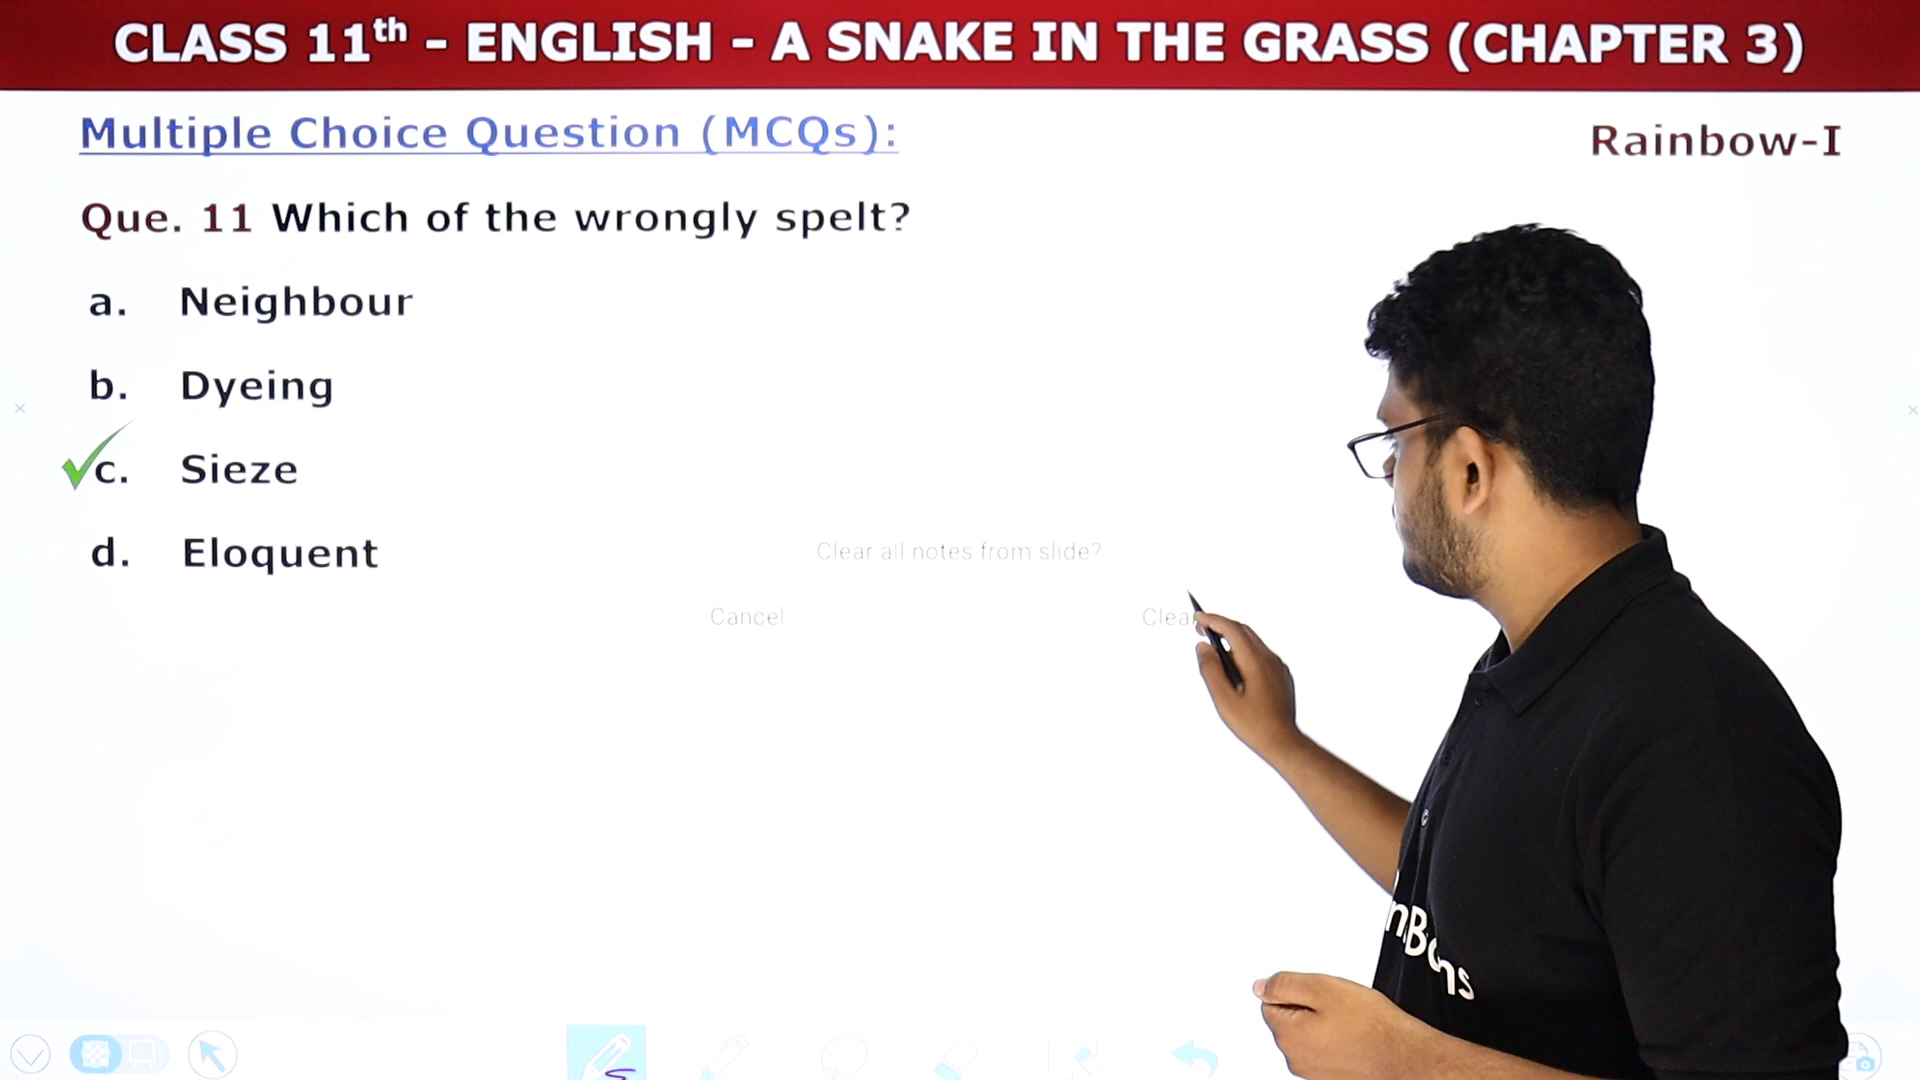 CLASS 11th - ENGLISH - A SNAKE IN THE GRASS (CHAPTER 3)
Multiple Choice Question (MCQs):
Rainbow-I
Que. 11 Which of the wrongly spelt?
a. Neighbour
b. Dyeing
c. Sieze
d. Eloquent
Clear all notes from slide?
Cancel
Clear